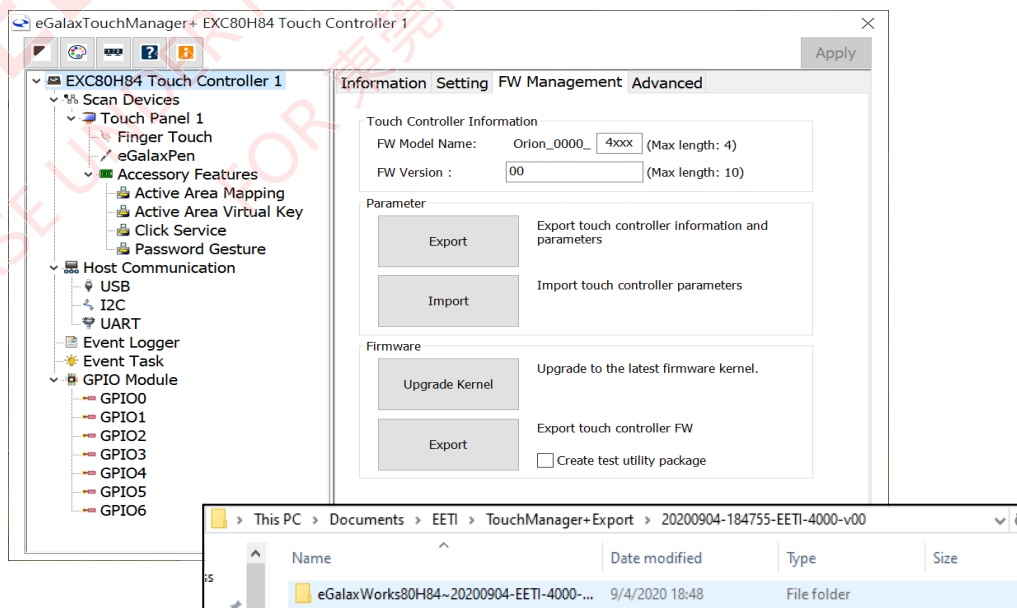 eGalaxTouchManager+ EXC80H84 Touch Controller 1
Apply
EXC80H84 Touch Controller 1
Scan Devices
Touch Panel 1
Finger Touch
eGalaxPen
Accessory Features
Active Area Mapping
Active Area Virtual Key
Click Service
Password Gesture
Host Communication
USB
I2C
UART
Event Logger
Event Task
GPIO Module
GPIO0
GPIO1
GPIO2
GPIO3
GPIO4
GPIO5
GPIO6
Information Setting FW Management Advanced
Touch Controller Information
FW Model Name: Orion_0000_ 4xxx (Max length: 4)
FW Version : 00 (Max length: 10)
Parameter
Export
Export touch controller information and
parameters
Import
Import touch controller parameters
Firmware
Upgrade Kernel
Upgrade to the latest firmware kernel.
Export
Export touch controller FW
Create test utility package
This PC > Documents > EETI > TouchManager+Export > 20200904-184755-EETI-4000-v00
Name Date modified Type Size
eGalaxWorks80H84~20200904-EETI-4000-... 9/4/2020 18:48 File folder